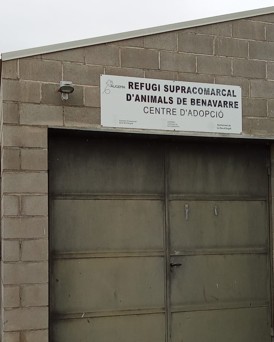 REFUGI SUPRACOMARCAL
D'ANIMALS DE BENAVARRE
CENTRE D'ADOPCIÓ